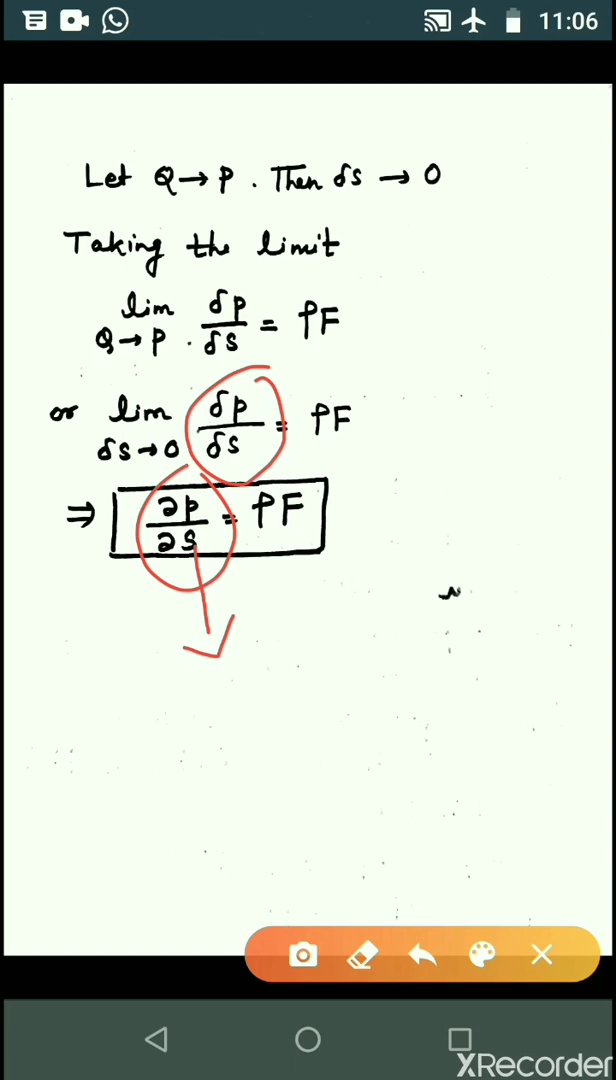 11:06
Let Q→P . Then δs → 0
Taking the limit
lim Q→P . δp/δs = ρF
or lim δs→0 δp/δs = ρF
⇒ ∂p/∂s = ρF
XRecorder